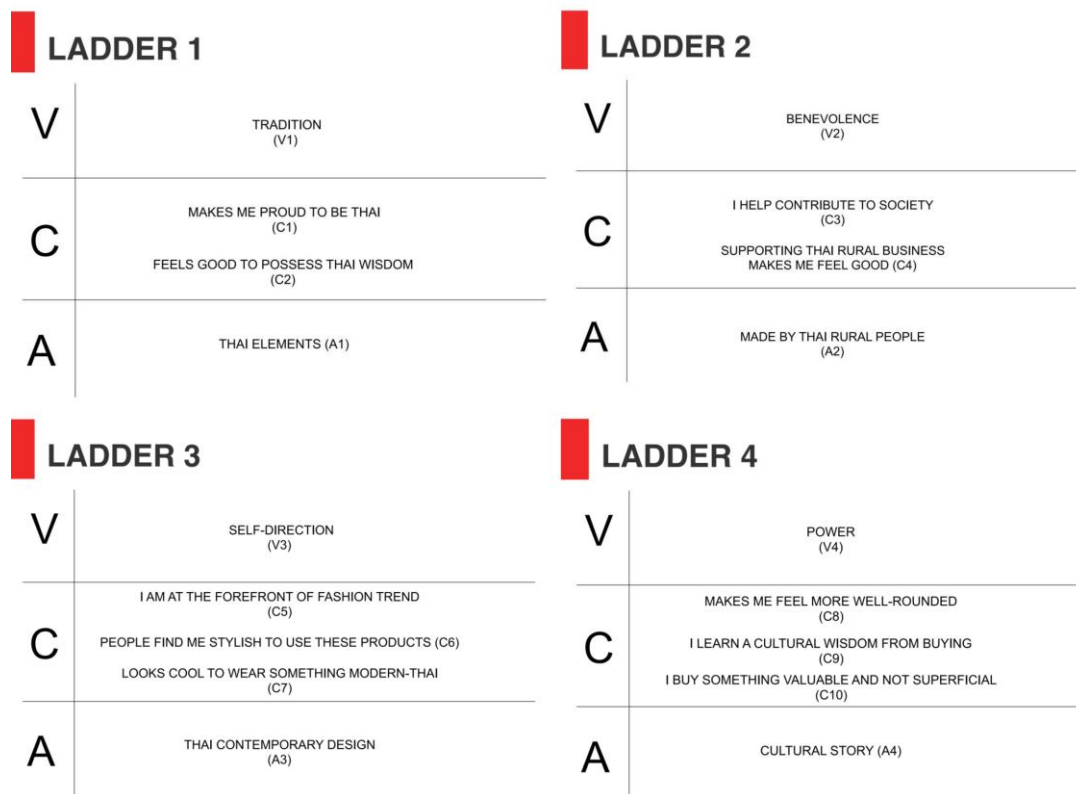 LADDER 1
V
TRADITION
(V1)
C
MAKES ME PROUD TO BE THAI
(C1)
FEELS GOOD TO POSSESS THAI WISDOM
(C2)
A
THAI ELEMENTS (A1)
LADDER 2
V
BENEVOLENCE
(V2)
C
I HELP CONTRIBUTE TO SOCIETY
(C3)
SUPPORTING THAI RURAL BUSINESS
MAKES ME FEEL GOOD (C4)
A
MADE BY THAI RURAL PEOPLE
(A2)
LADDER 3
V
SELF-DIRECTION
(V3)
C
I AM AT THE FOREFRONT OF FASHION TREND
(C5)
PEOPLE FIND ME STYLISH TO USE THESE PRODUCTS (C6)
LOOKS COOL TO WEAR SOMETHING MODERN-THAI
(C7)
A
THAI CONTEMPORARY DESIGN
(A3)
LADDER 4
V
POWER
(V4)
C
MAKES ME FEEL MORE WELL-ROUNDED
(C8)
I LEARN A CULTURAL WISDOM FROM BUYING
(C9)
I BUY SOMETHING VALUABLE AND NOT SUPERFICIAL
(C10)
A
CULTURAL STORY (A4)